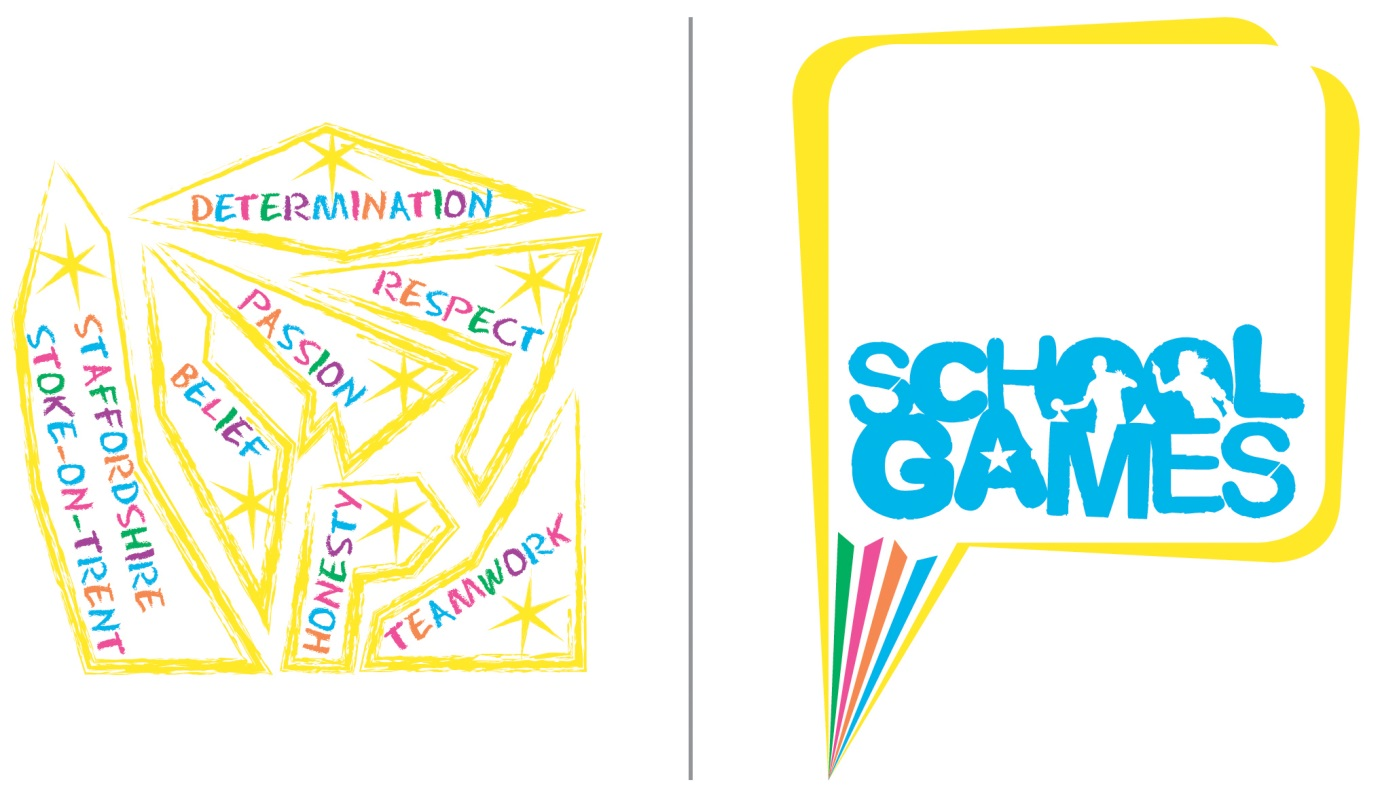 DETERMINATION
RESPECT
PASSION
BELIEF
STAFFORDSHIRE
STOKE-ON-TRENT
HONESTY
TEAMWORK
SCHOOL
GAMES